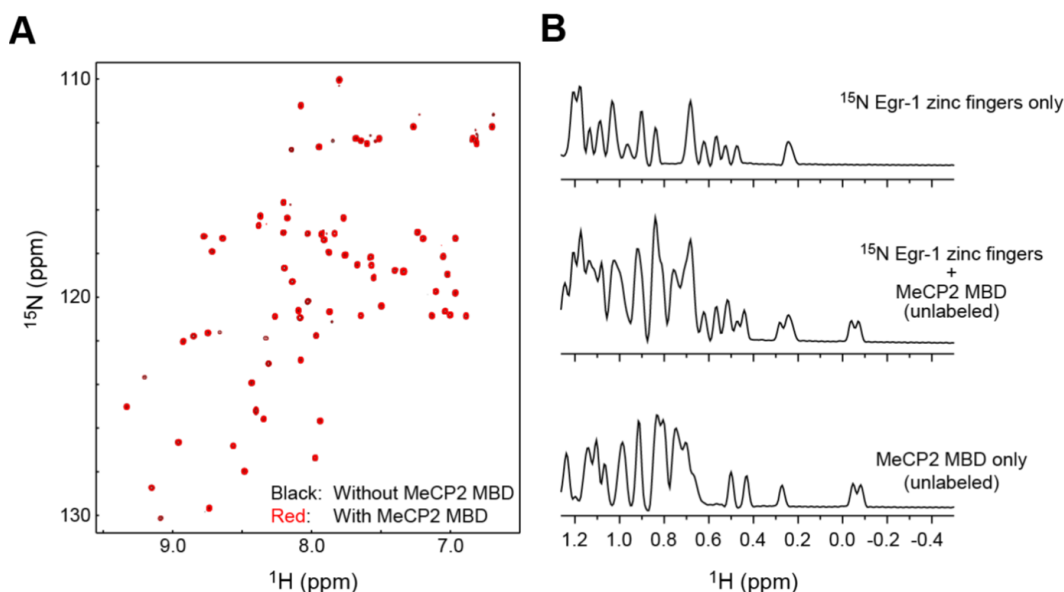 A
110
120
130
15N (ppm)
9.0 8.0 7.0
1H (ppm)
Black: Without MeCP2 MBD
Red: With MeCP2 MBD
B
15N Egr-1 zinc fingers only
15N Egr-1 zinc fingers
+
MeCP2 MBD
(unlabeled)
MeCP2 MBD only
(unlabeled)
1.2 1.0 0.8 0.6 0.4 0.2 0.0 -0.2 -0.4
1H (ppm)